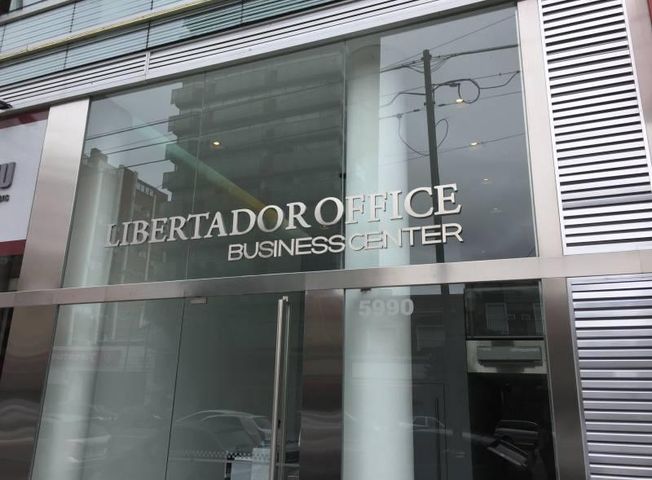 LIBERTADOR OFFICE
BUSINESS CENTER
5990